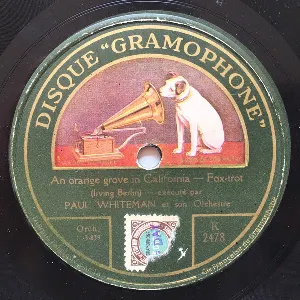 DISQUE "GRAMOPHONE"
An orange grove in California — Fox-trot
(Irving Berlin) — exécuté par
PAUL WHITEMAN et son Orchestre
Orch.
K
2478